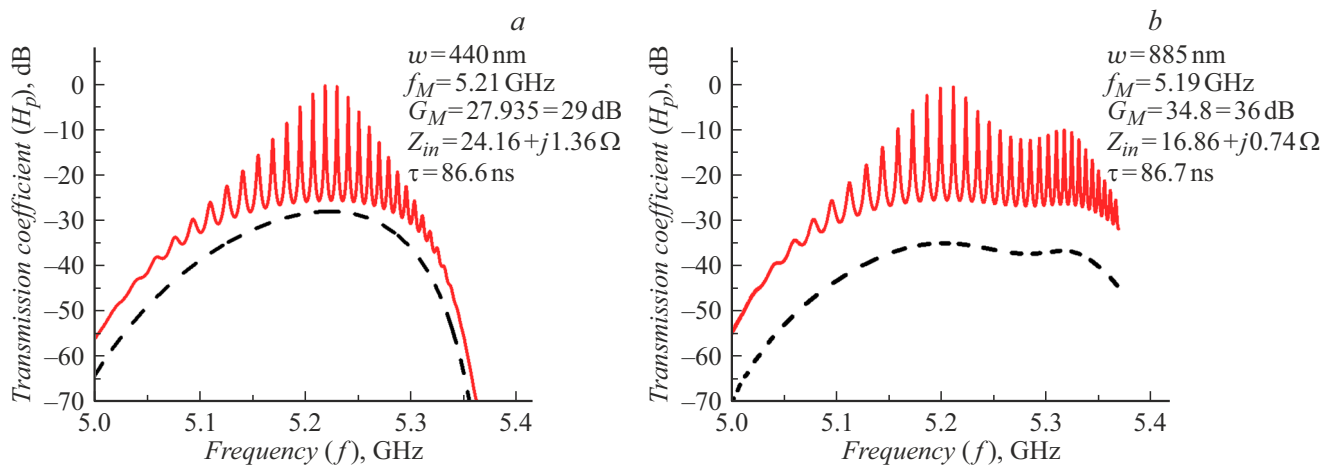 a
w=440 nm
f_M=5.21 GHz
G_M=27.935=29 dB
Z_in=24.16+j1.36 Ω
τ=86.6 ns
Transmission coefficient (H_p), dB
0
–10
–20
–30
–40
–50
–60
–70
5.0 5.1 5.2 5.3 5.4
Frequency (f), GHz
b
w=885 nm
f_M=5.19 GHz
G_M=34.8=36 dB
Z_in=16.86+j0.74 Ω
τ=86.7 ns
Transmission coefficient (H_p), dB
0
–10
–20
–30
–40
–50
–60
–70
5.0 5.1 5.2 5.3 5.4
Frequency (f), GHz